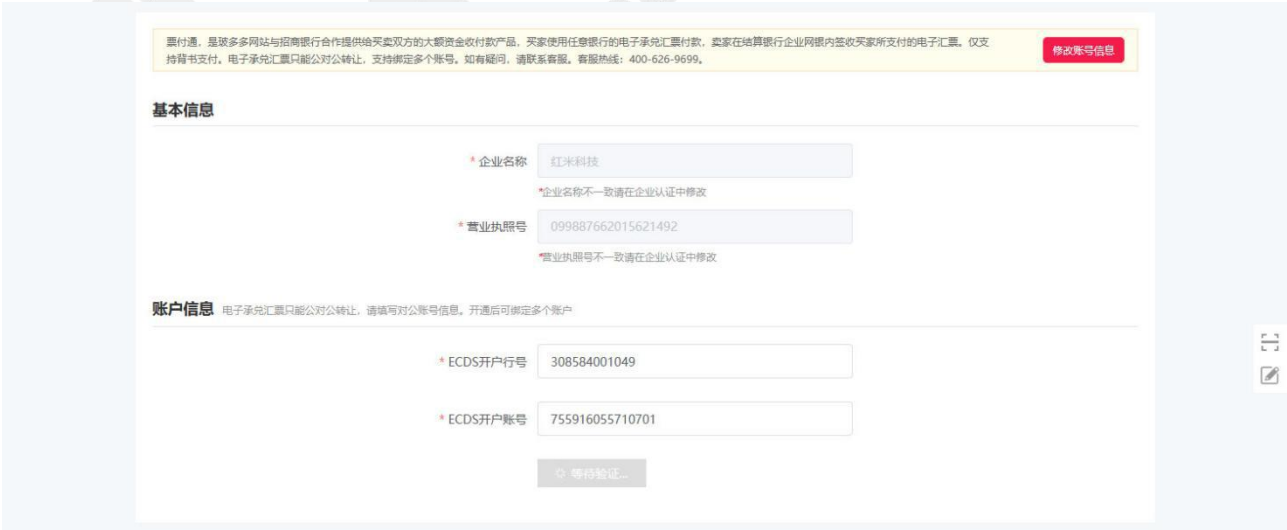 票付通，是玻多多网站与招商银行合作提供给买卖双方的大额资金收付款产品，买家使用任意银行的电子承兑汇票付款，卖家在结算银行企业网银内签收买家所支付的电子汇票。仅支
持背书支付。电子承兑汇票只能公对公转让，支持绑定多个账号。如有疑问，请联系客服。客服热线：400-626-9699。
修改账号信息
基本信息
* 企业名称 红米科技
*企业名称不一致请在企业认证中修改
* 营业执照号 099887662015621492
*营业执照号不一致请在企业认证中修改
账户信息 电子承兑汇票只能公对公转让，请填写对公账号信息。开通后可绑定多个账户
* ECDS开户行号 308584001049
* ECDS开户账号 755916055710701
等待验证...